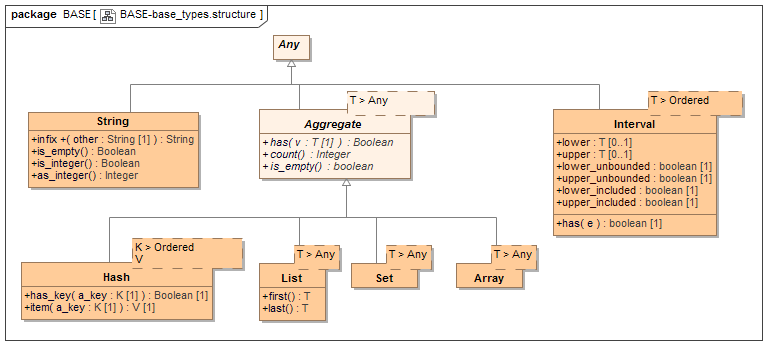 package BASE [ BASE-base_types.structure ]
Any
String
+infix +( other : String [1] ) : String
+is_empty() : Boolean
+is_integer() : Boolean
+as_integer() : Integer
T > Any
Aggregate
+has( v : T [1] ) : Boolean
+count() : Integer
+is_empty() : boolean
T > Ordered
Interval
+lower : T [0..1]
+upper : T [0..1]
+lower_unbounded : boolean [1]
+upper_unbounded : boolean [1]
+lower_included : boolean [1]
+upper_included : boolean [1]
+has( e ) : boolean [1]
K > Ordered
V
Hash
+has_key( a_key : K [1] ) : Boolean [1]
+item( a_key : K [1] ) : V [1]
T > Any
List
+first() : T
+last() : T
T > Any
Set
T > Any
Array